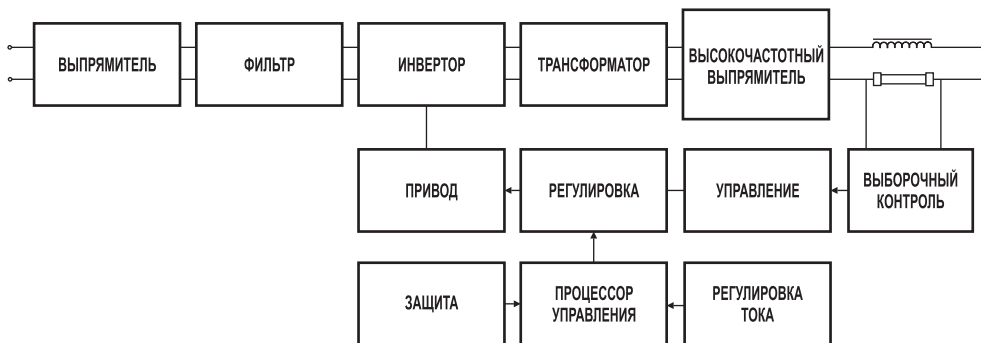 ВЫПРЯМИТЕЛЬ
ФИЛЬТР
ИНВЕРТОР
ТРАНСФОРМАТОР
ВЫСОКОЧАСТОТНЫЙ
ВЫПРЯМИТЕЛЬ
ПРИВОД
РЕГУЛИРОВКА
УПРАВЛЕНИЕ
ВЫБОРОЧНЫЙ
КОНТРОЛЬ
ЗАЩИТА
ПРОЦЕССОР
УПРАВЛЕНИЯ
РЕГУЛИРОВКА
ТОКА